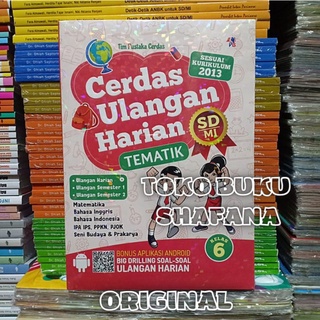 Tim Pustaka Cerdas
SESUAI KURIKULUM
2013
Cerdas
Ulangan
Harian
TEMATIK
SD
MI
Ulangan Harian
Ulangan Semester 1
Ulangan Semester 2
Matematika
Bahasa Inggris
Bahasa Indonesia
IPA IPS, PPKN, PJOK
Seni Budaya & Prakarya
TOKO BUKU
SHAFANA
KELAS
6
BONUS APLIKASI ANDROID
BIG DRILLING SOAL-SOAL
ULANGAN HARIAN
ORIGINAL